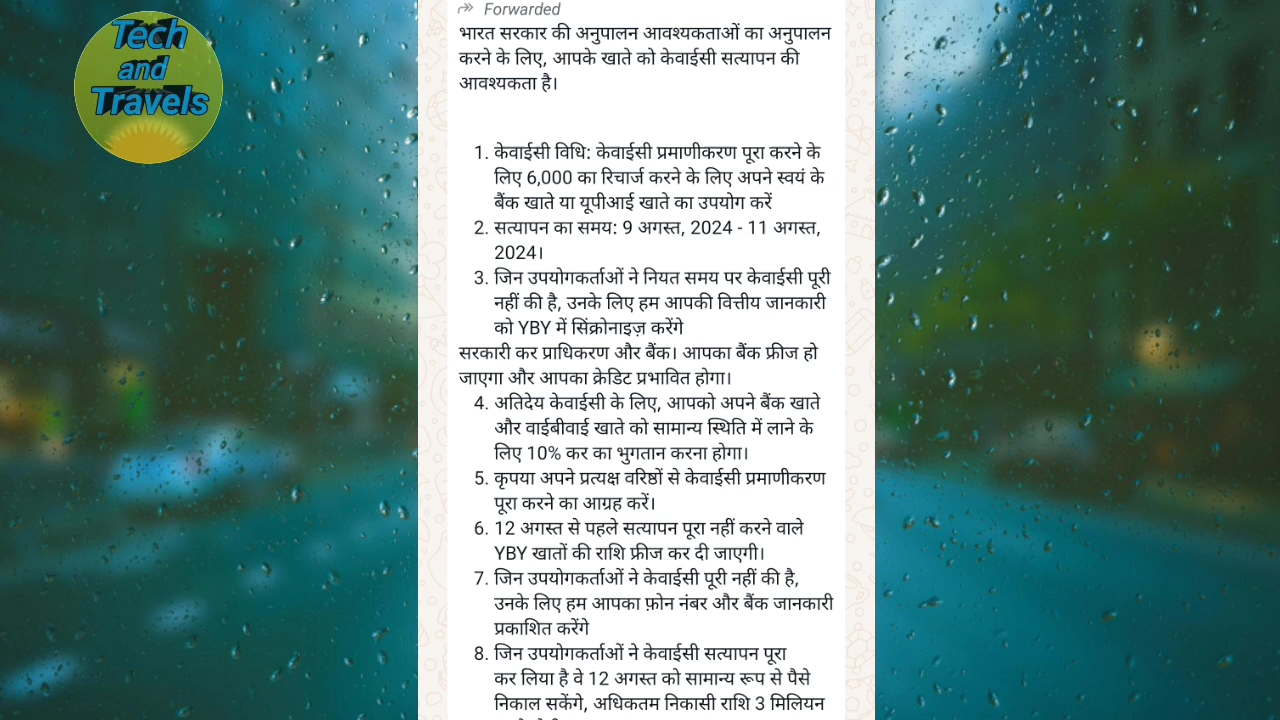 Tech
and
Travels
Forwarded
भारत सरकार की अनुपालन आवश्यकताओं का अनुपालन
करने के लिए, आपके खाते को केवाईसी सत्यापन की
आवश्यकता है।
1. केवाईसी विधि: केवाईसी प्रमाणीकरण पूरा करने के
लिए 6,000 का रिचार्ज करने के लिए अपने स्वयं के
बैंक खाते या यूपीआई खाते का उपयोग करें
2. सत्यापन का समय: 9 अगस्त, 2024 - 11 अगस्त,
2024।
3. जिन उपयोगकर्ताओं ने नियत समय पर केवाईसी पूरी
नहीं की है, उनके लिए हम आपकी वित्तीय जानकारी
को YBY में सिंक्रोनाइज़ करेंगे
सरकारी कर प्राधिकरण और बैंक। आपका बैंक फ्रीज हो
जाएगा और आपका क्रेडिट प्रभावित होगा।
4. अतिदेय केवाईसी के लिए, आपको अपने बैंक खाते
और वाईबीवाई खाते को सामान्य स्थिति में लाने के
लिए 10% कर का भुगतान करना होगा।
5. कृपया अपने प्रत्यक्ष वरिष्ठों से केवाईसी प्रमाणीकरण
पूरा करने का आग्रह करें।
6. 12 अगस्त से पहले सत्यापन पूरा नहीं करने वाले
YBY खातों की राशि फ्रीज कर दी जाएगी।
7. जिन उपयोगकर्ताओं ने केवाईसी पूरी नहीं की है,
उनके लिए हम आपका फ़ोन नंबर और बैंक जानकारी
प्रकाशित करेंगे
8. जिन उपयोगकर्ताओं ने केवाईसी सत्यापन पूरा
कर लिया है वे 12 अगस्त को सामान्य रूप से पैसे
निकाल सकेंगे, अधिकतम निकासी राशि 3 मिलियन